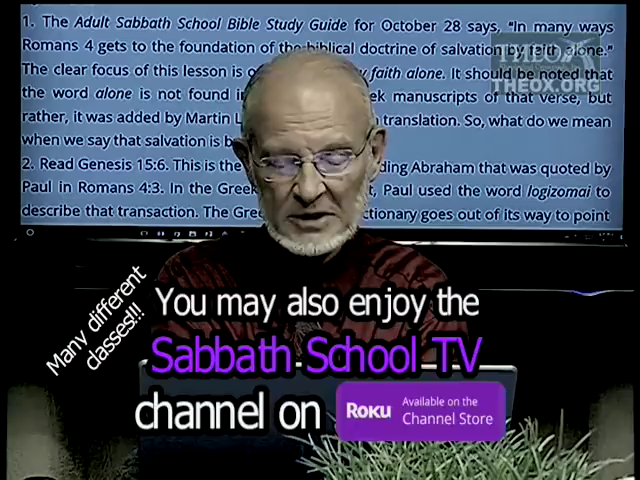 1. The Adult Sabbath School Bible Study Guide for October 28 says, "In many ways
Romans 4 gets to the foundation of the biblical doctrine of salvation by faith alone."
The clear focus of this lesson is faith alone. It should be noted that
the word alone is not found in manuscripts of that verse, but
rather, it was added by Martin translation. So, what do we mean
when we say that salvation is
2. Read Genesis 15:6. This is the Abraham that was quoted by
Paul in Romans 4:3. In the Paul used the word logizomai to
describe that transaction. The goes out of its way to point
THEOX
THEOX.ORG
Many different
classes!!!
You may also enjoy the
Sabbath School TV
channel on
ROKU
Available on the
Channel Store